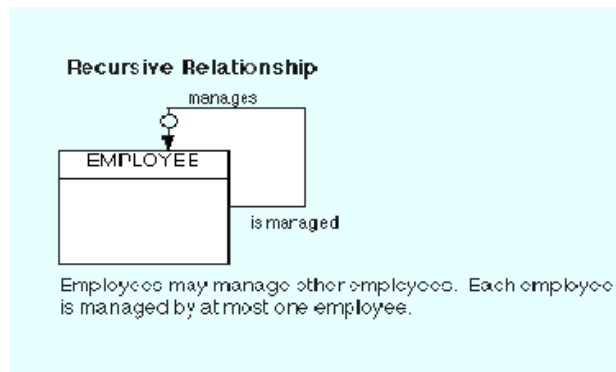 Recursive Relationship
manages
EMPLOYEE
is managed
Employees may manage other employees. Each employee
is managed by at most one employee.